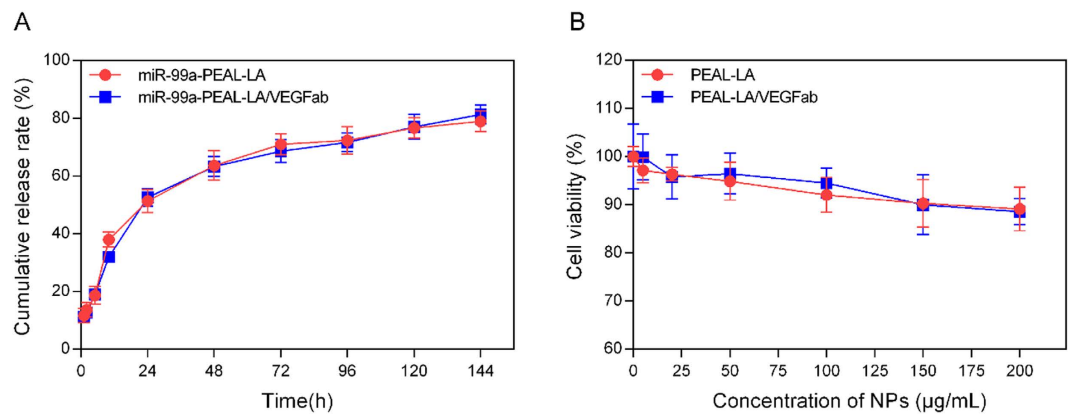 A
Cumulative release rate (%)
100
80
60
40
20
0
miR-99a-PEAL-LA
miR-99a-PEAL-LA/VEGFab
0 24 48 72 96 120 144
Time(h)
B
Cell viability (%)
120
110
100
90
80
70
60
PEAL-LA
PEAL-LA/VEGFab
0 25 50 75 100 125 150 175 200
Concentration of NPs (µg/mL)